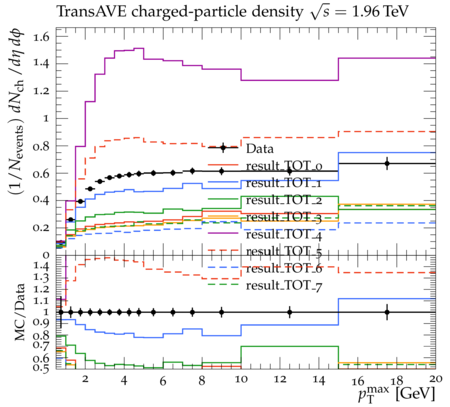 TransAVE charged-particle density √s = 1.96 TeV
⟨1/N_events⟩ dN_ch/dη dϕ
1.6
1.4
1.2
1
0.8
0.6
0.4
0.2
0
Data
result_TOT_0
result_TOT_1
result_TOT_2
result_TOT_3
result_TOT_4
result_TOT_5
result_TOT_6
result_TOT_7
MC/Data
1.4
1.3
1.2
1.1
1
0.9
0.8
0.7
0.6
0.5
2 4 6 8 10 12 14 16 18 20
p_T^max [GeV]